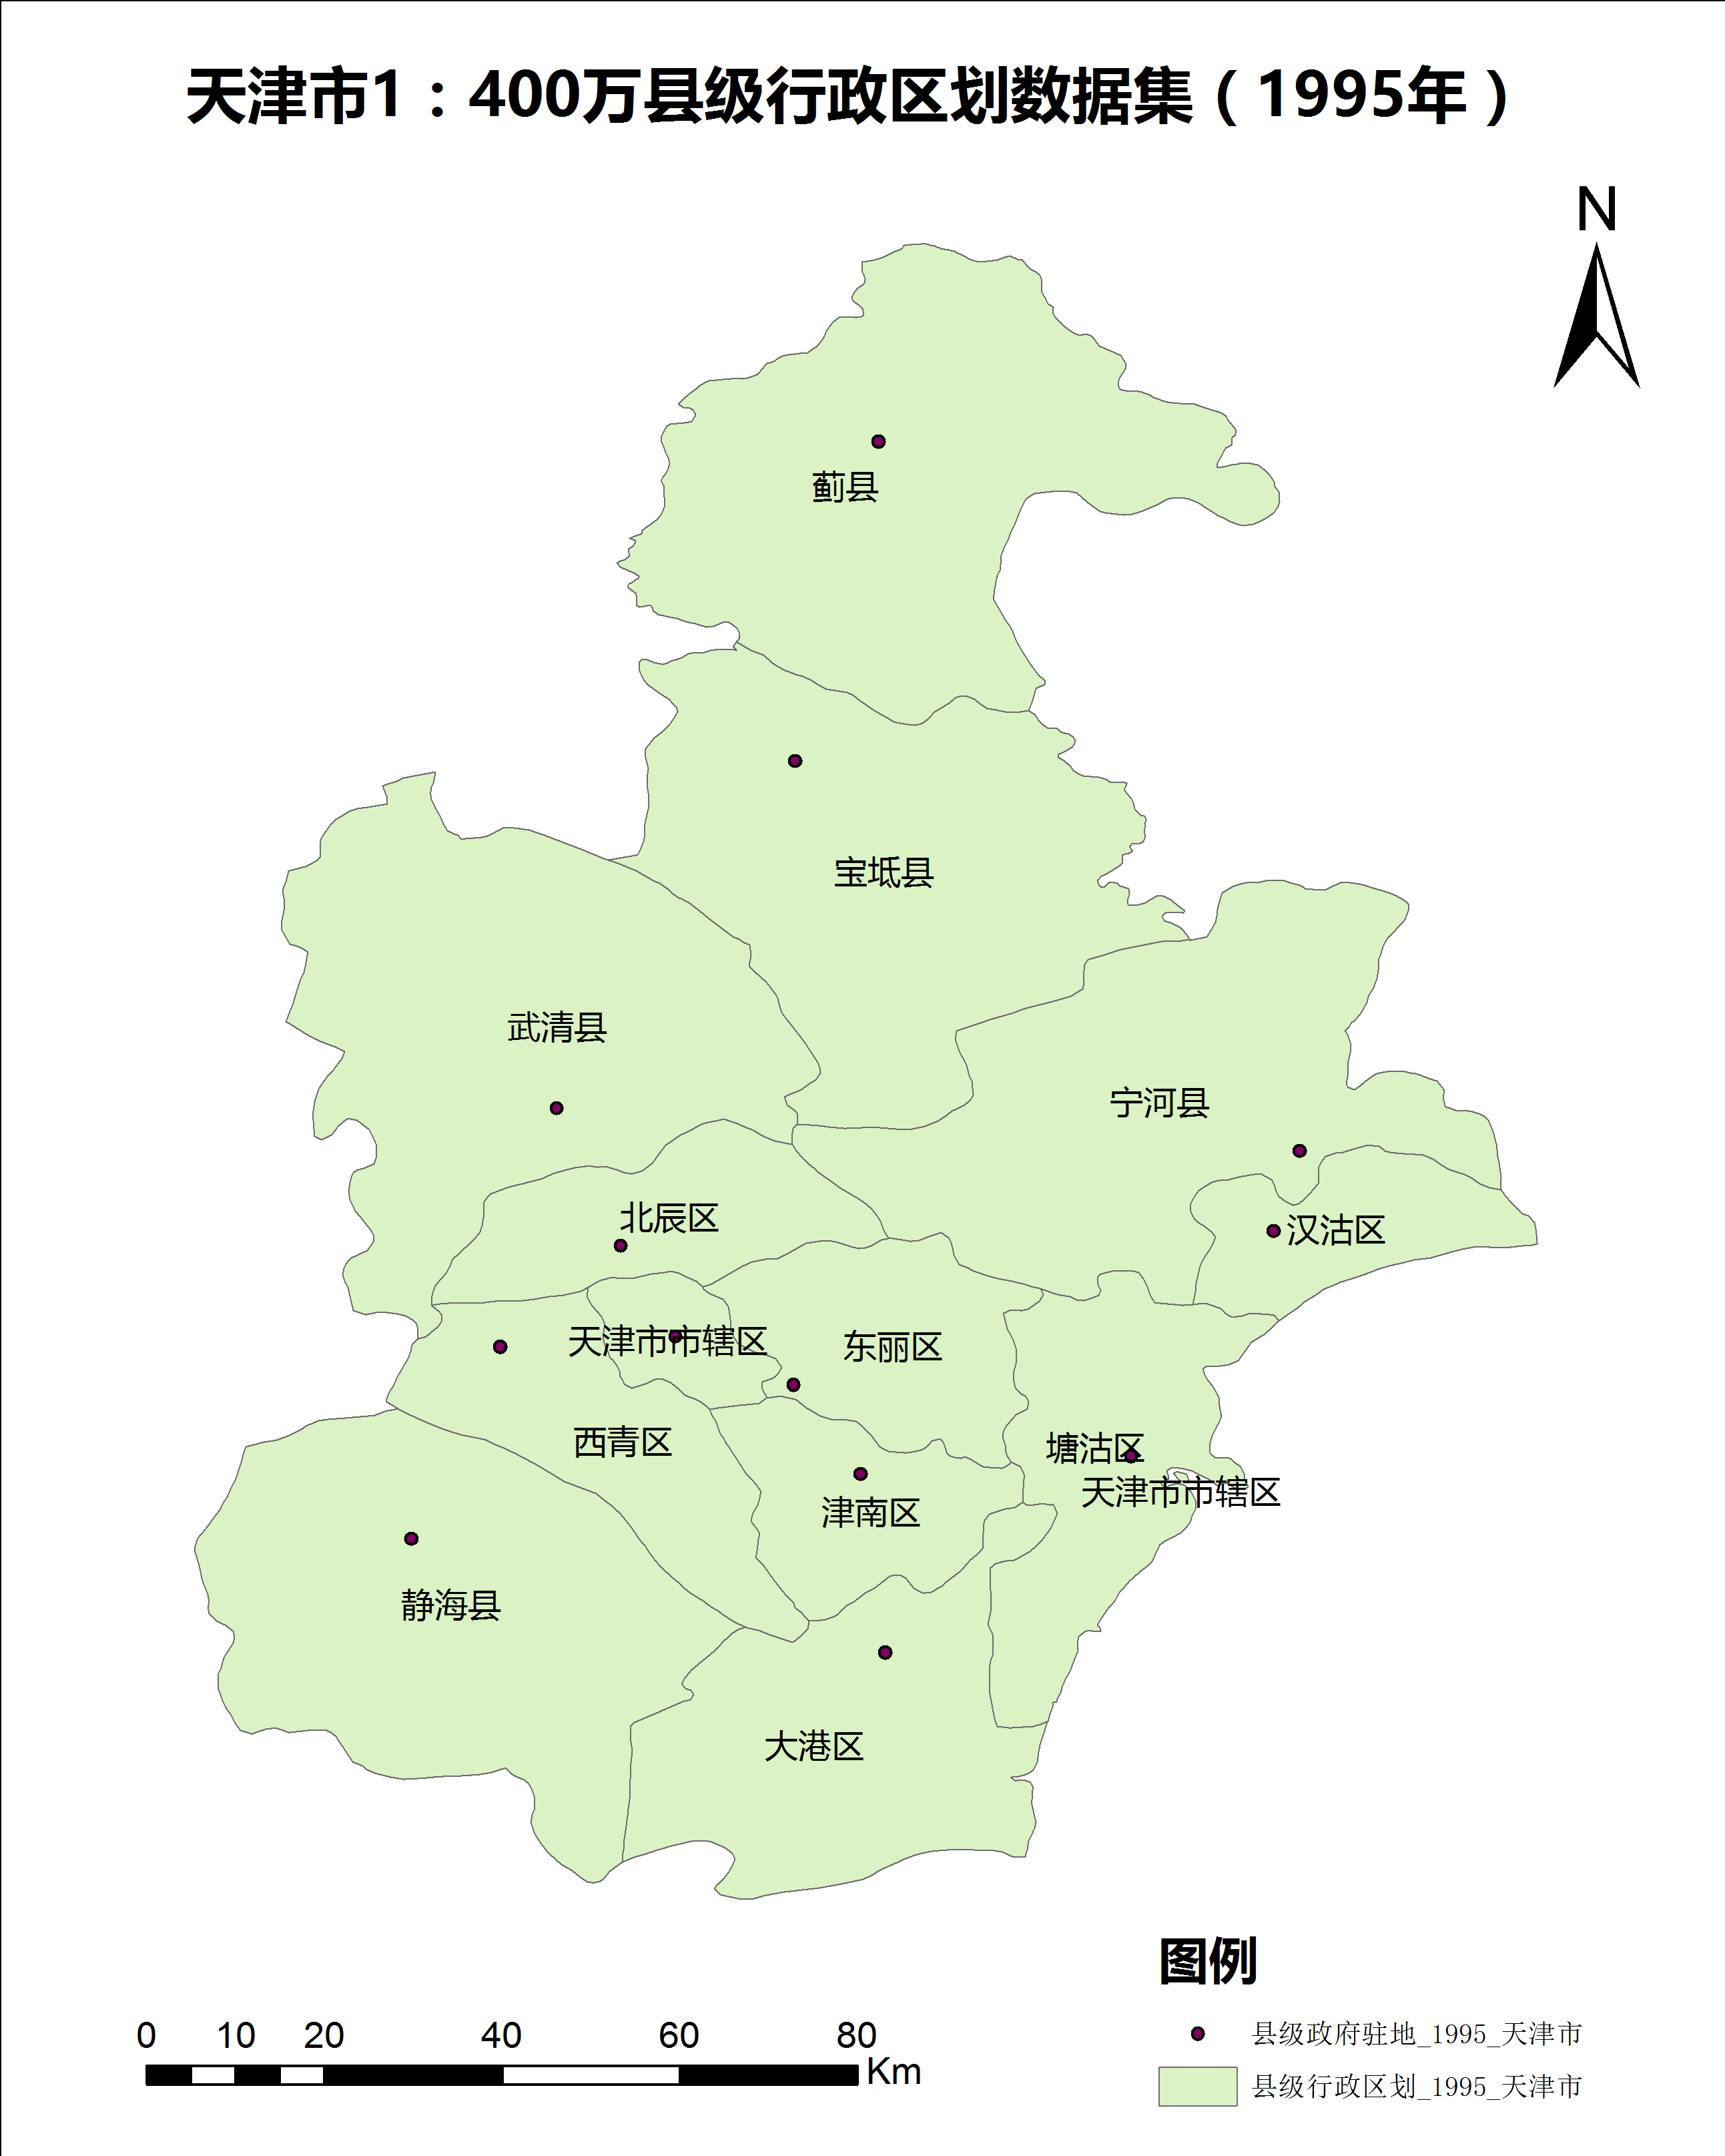 天津市1：400万县级行政区划数据集（1995年）
N
蓟县
宝坻县
武清县
宁河县
北辰区
汉沽区
天津市市辖区
东丽区
西青区
塘沽区
天津市市辖区
津南区
静海县
大港区
图例
县级政府驻地_1995_天津市
县级行政区划_1995_天津市
0 10 20 40 60 80
Km